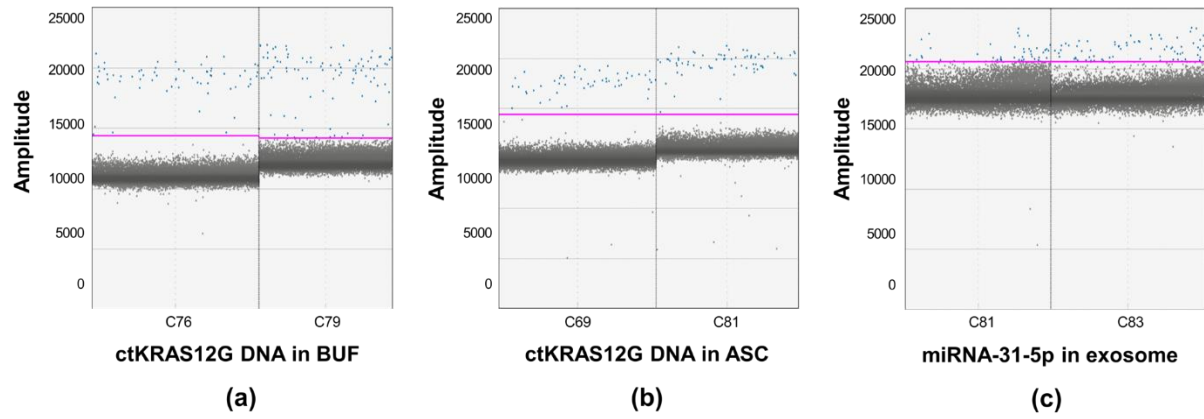 25000
20000
15000
10000
5000
0
Amplitude
C76
C79
ctKRAS12G DNA in BUF
(a)
25000
20000
15000
10000
5000
0
Amplitude
C69
C81
ctKRAS12G DNA in ASC
(b)
25000
20000
15000
10000
5000
0
Amplitude
C81
C83
miRNA-31-5p in exosome
(c)